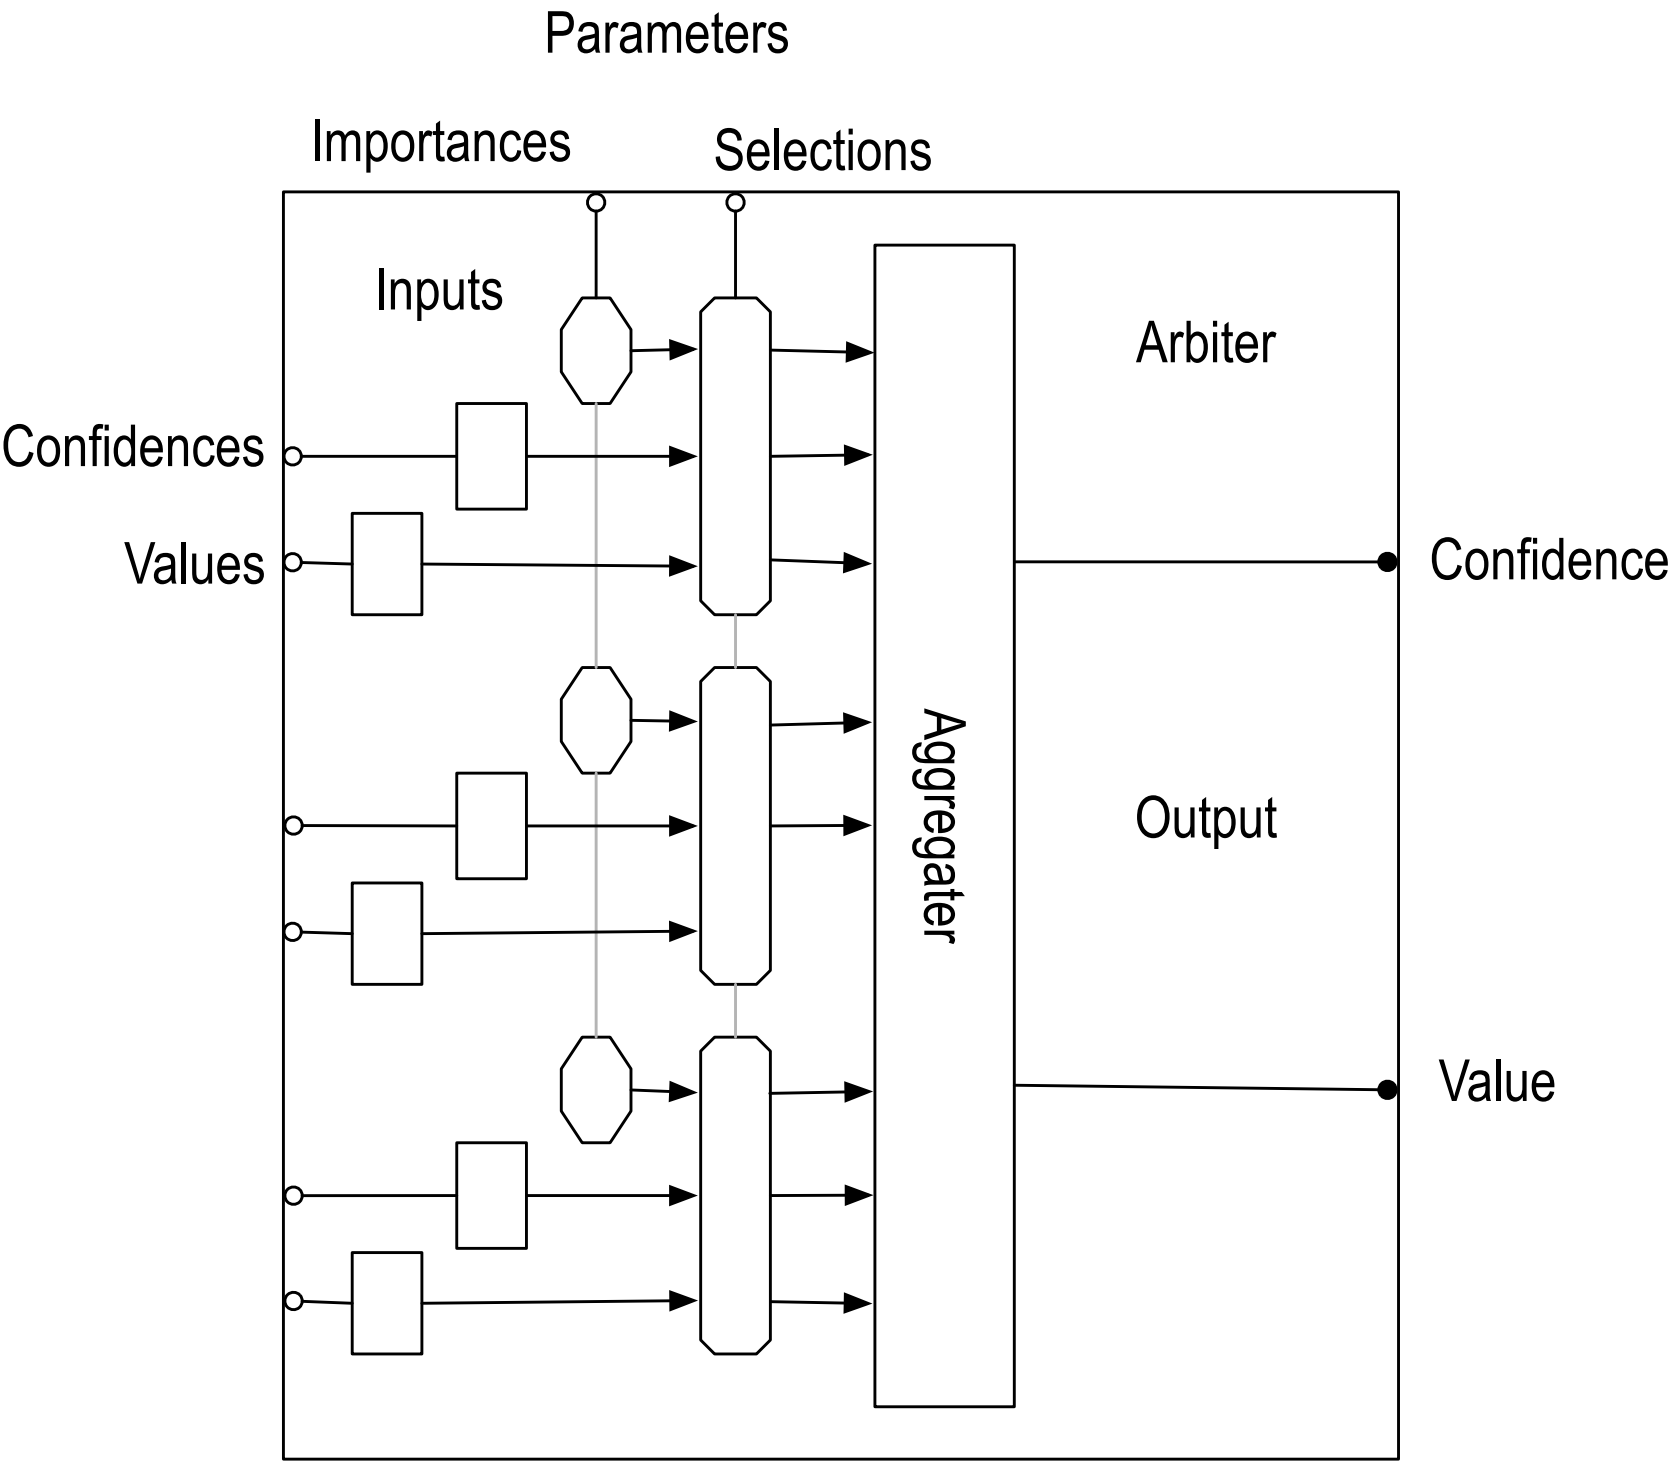 Parameters
Importances
Selections
Inputs
Arbiter
Confidences
Values
Confidence
Aggregater
Output
Value